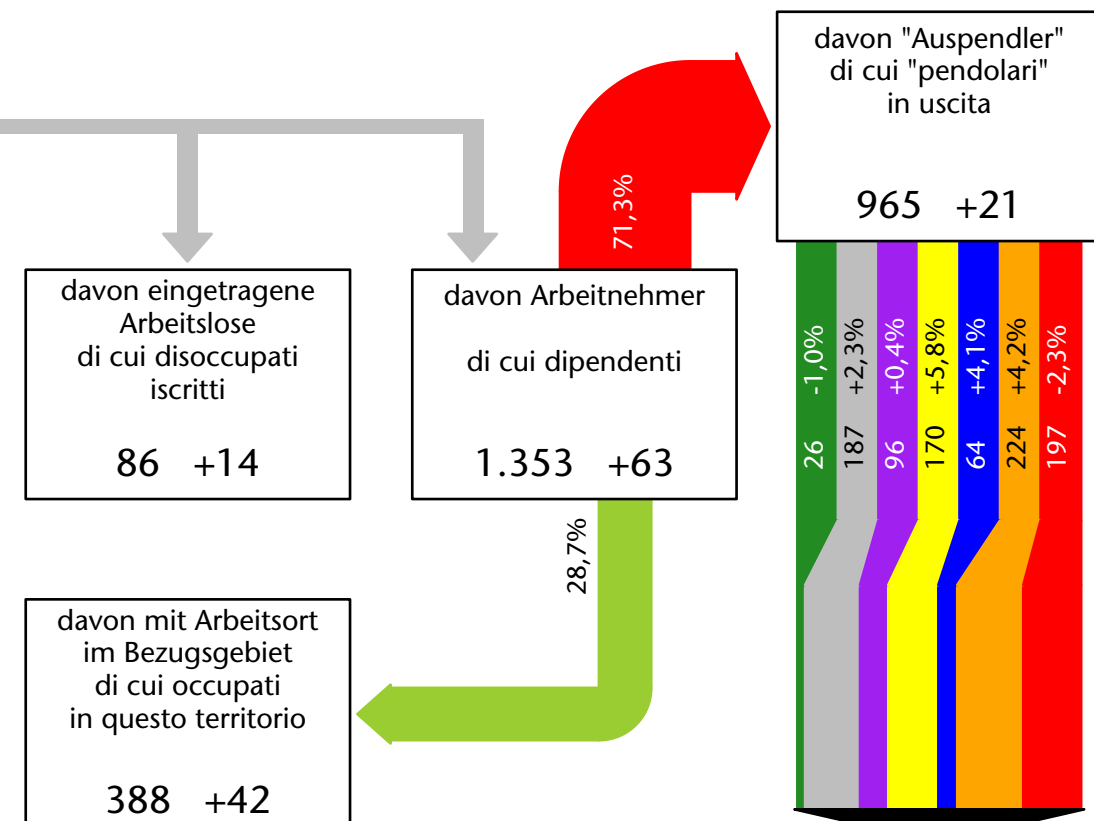 davon "Auspendler"
di cui "pendolari"
in uscita
965 +21
71,3%
davon eingetragene
Arbeitslose
di cui disoccupati
iscritti
86 +14
davon Arbeitnehmer
di cui dipendenti
1.353 +63
26 -1,0%
187 +2,3%
96 +0,4%
170 +5,8%
64 +4,1%
224 +4,2%
197 -2,3%
28,7%
davon mit Arbeitsort
im Bezugsgebiet
di cui occupati
in questo territorio
388 +42